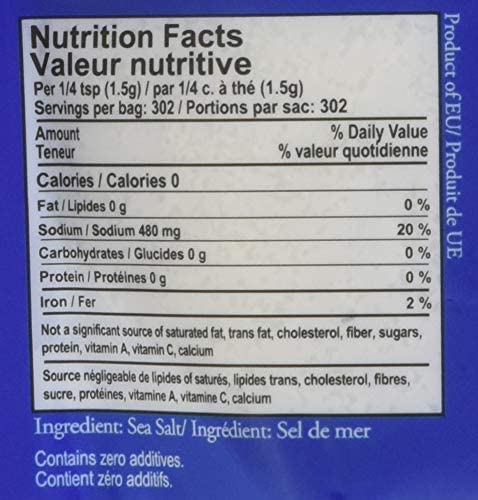 Nutrition Facts
Valeur nutritive
Per 1/4 tsp (1.5g) / par 1/4 c. à thé (1.5g)
Servings per bag: 302 / Portions par sac: 302
Amount % Daily Value
Teneur % valeur quotidienne
Calories / Calories 0
Fat / Lipides 0 g 0 %
Sodium / Sodium 480 mg 20 %
Carbohydrates / Glucides 0 g 0 %
Protein / Protéines 0 g 0 %
Iron / Fer 2 %
Not a significant source of saturated fat, trans fat, cholesterol, fiber, sugars,
protein, vitamin A, vitamin C, calcium
Source négligeable de lipides of saturés, lipides trans, cholesterol, fibres,
sucre, protéines, vitamine A, vitamine C, calcium
Ingredient: Sea Salt/ Ingrédient: Sel de mer
Contains zero additives.
Contient zéro additifs.
Product of EU/ Produit de UE